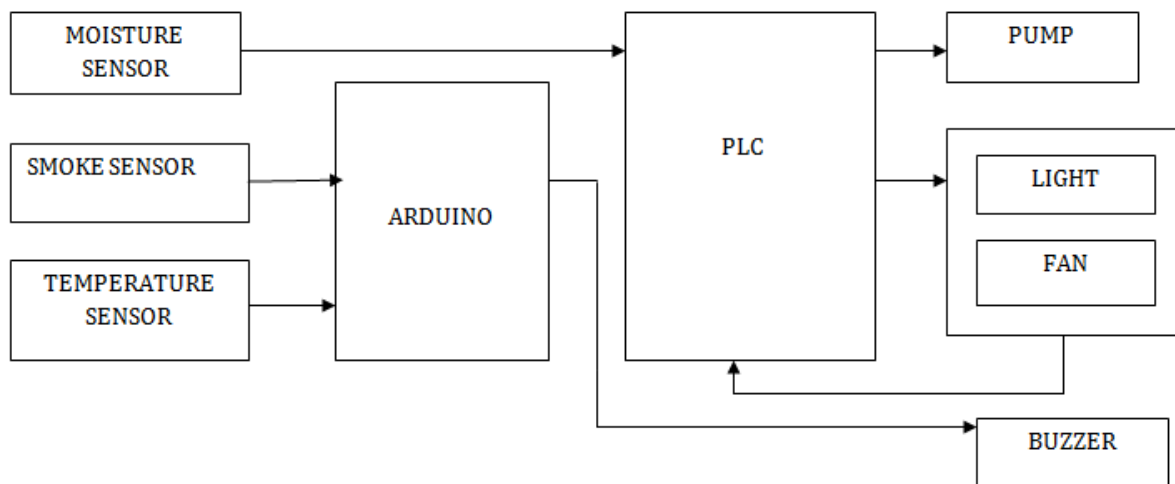 MOISTURE
SENSOR
PUMP
SMOKE SENSOR
PLC
LIGHT
ARDUINO
FAN
TEMPERATURE
SENSOR
BUZZER